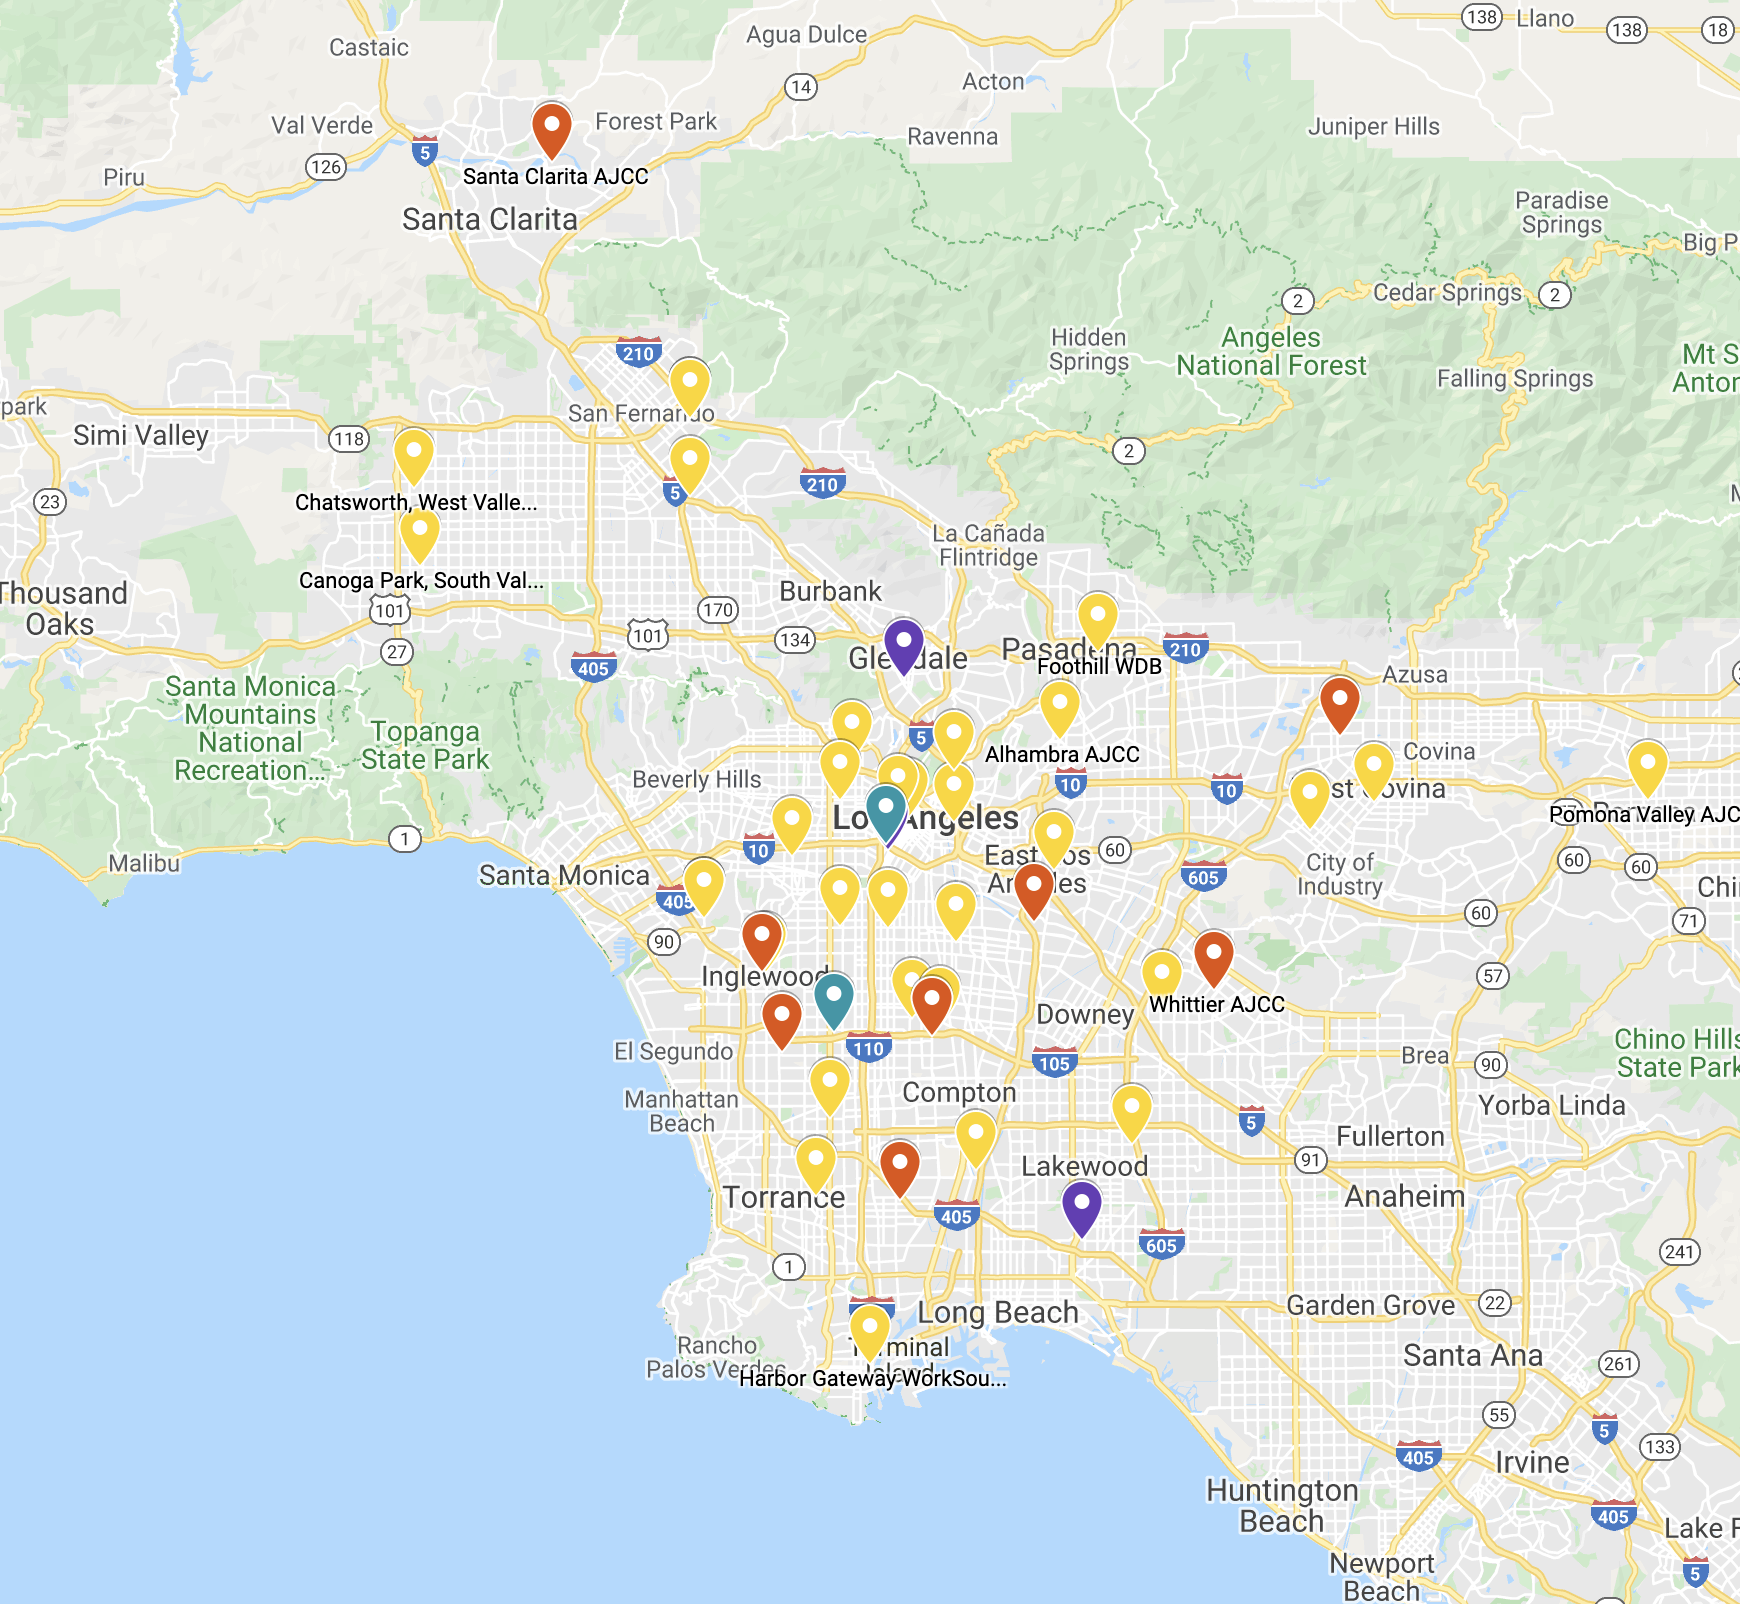 138
Llano
138
18
Castaic
Agua Dulce
14
Acton
Val Verde
Forest Park
Ravenna
Juniper Hills
5
126
Piru
Santa Clarita AJCC
Santa Clarita
Paradise
Springs
Big P
2
Cedar Springs
2
Hidden
Springs
Angeles
National Forest
210
Mt S
Anton
Falling Springs
park
San Fernando
Simi Valley
118
2
23
5
210
Chatsworth, West Valle...
La Cañada
Flintridge
Canoga Park, South Val...
Thousand
Oaks
101
Burbank
170
101
134
27
405
Glendale
Pasadena
Foothill WDB
210
Azusa
Santa Monica
Mountains
National
Recreation...
Topanga
State Park
5
Alhambra AJCC
Covina
Beverly Hills
10
10
st Covina
Los Angeles
Pomona Valley AJC
1
10
East Los
Angeles
60
60
60
Malibu
Santa Monica
City of
Industry
605
Chi
405
60
71
90
Inglewood
57
Whittier AJCC
Downey
El Segundo
110
105
Brea
90
Chino Hills
State Park
Manhattan
Beach
Compton
Yorba Linda
5
Fullerton
91
Lakewood
Torrance
Anaheim
405
605
241
1
Long Beach
Garden Grove
22
Rancho
Palos Verdes
Terminal
Island
Harbor Gateway WorkSou...
Santa Ana
261
55
5
133
405
Irvine
Huntington
Beach
405
Lake F
Newport
Beach
5